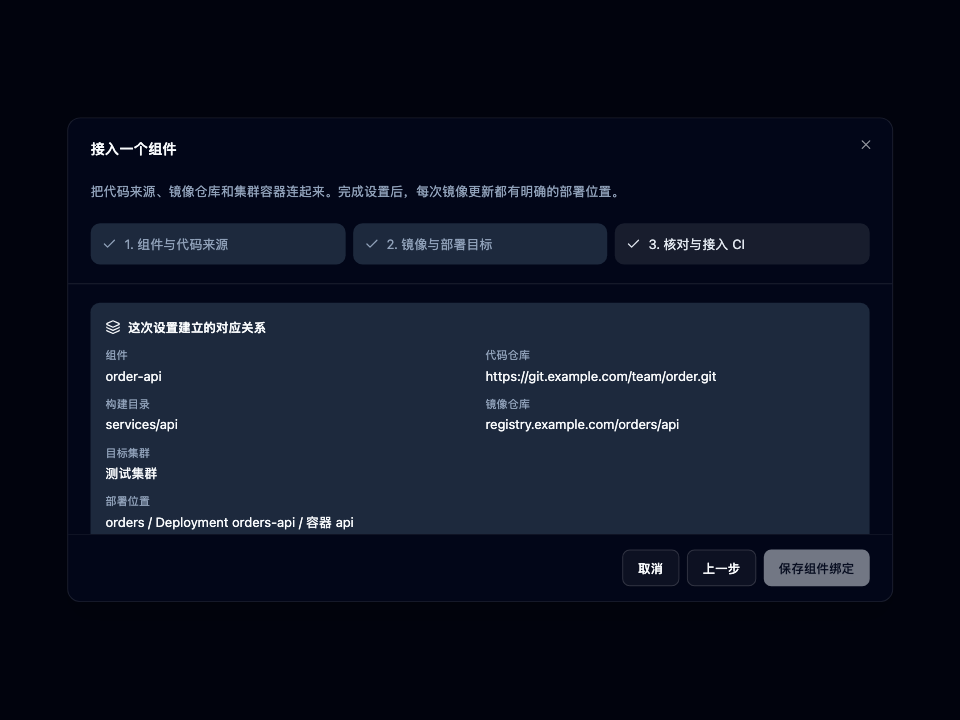 接入一个组件
把代码来源、镜像仓库和集群容器连起来。完成设置后，每次镜像更新都有明确的部署位置。
1. 组件与代码来源
2. 镜像与部署目标
3. 核对与接入 CI
这次设置建立的对应关系
组件
order-api
代码仓库
https://git.example.com/team/order.git
构建目录
services/api
镜像仓库
registry.example.com/orders/api
目标集群
测试集群
部署位置
orders / Deployment orders-api / 容器 api
取消
上一步
保存组件绑定